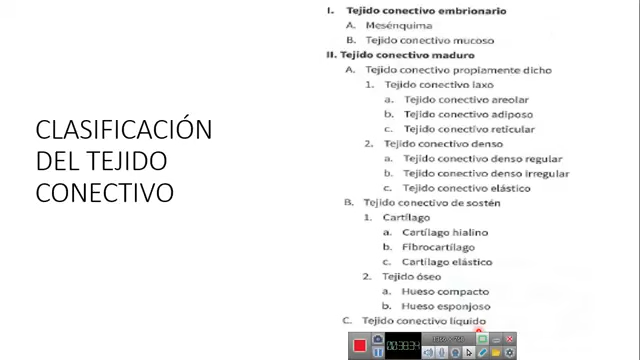 CLASIFICACIÓN
DEL TEJIDO
CONECTIVO
I. Tejido conectivo embrionario
A. Mesénquima
B. Tejido conectivo mucoso
II. Tejido conectivo maduro
A. Tejido conectivo propiamente dicho
1. Tejido conectivo laxo
a. Tejido conectivo areolar
b. Tejido conectivo adiposo
c. Tejido conectivo reticular
2. Tejido conectivo denso
a. Tejido conectivo denso regular
b. Tejido conectivo denso irregular
c. Tejido conectivo elástico
B. Tejido conectivo de sostén
1. Cartílago
a. Cartílago hialino
b. Fibrocartílago
c. Cartílago elástico
2. Tejido óseo
a. Hueso compacto
b. Hueso esponjoso
C. Tejido conectivo líquido